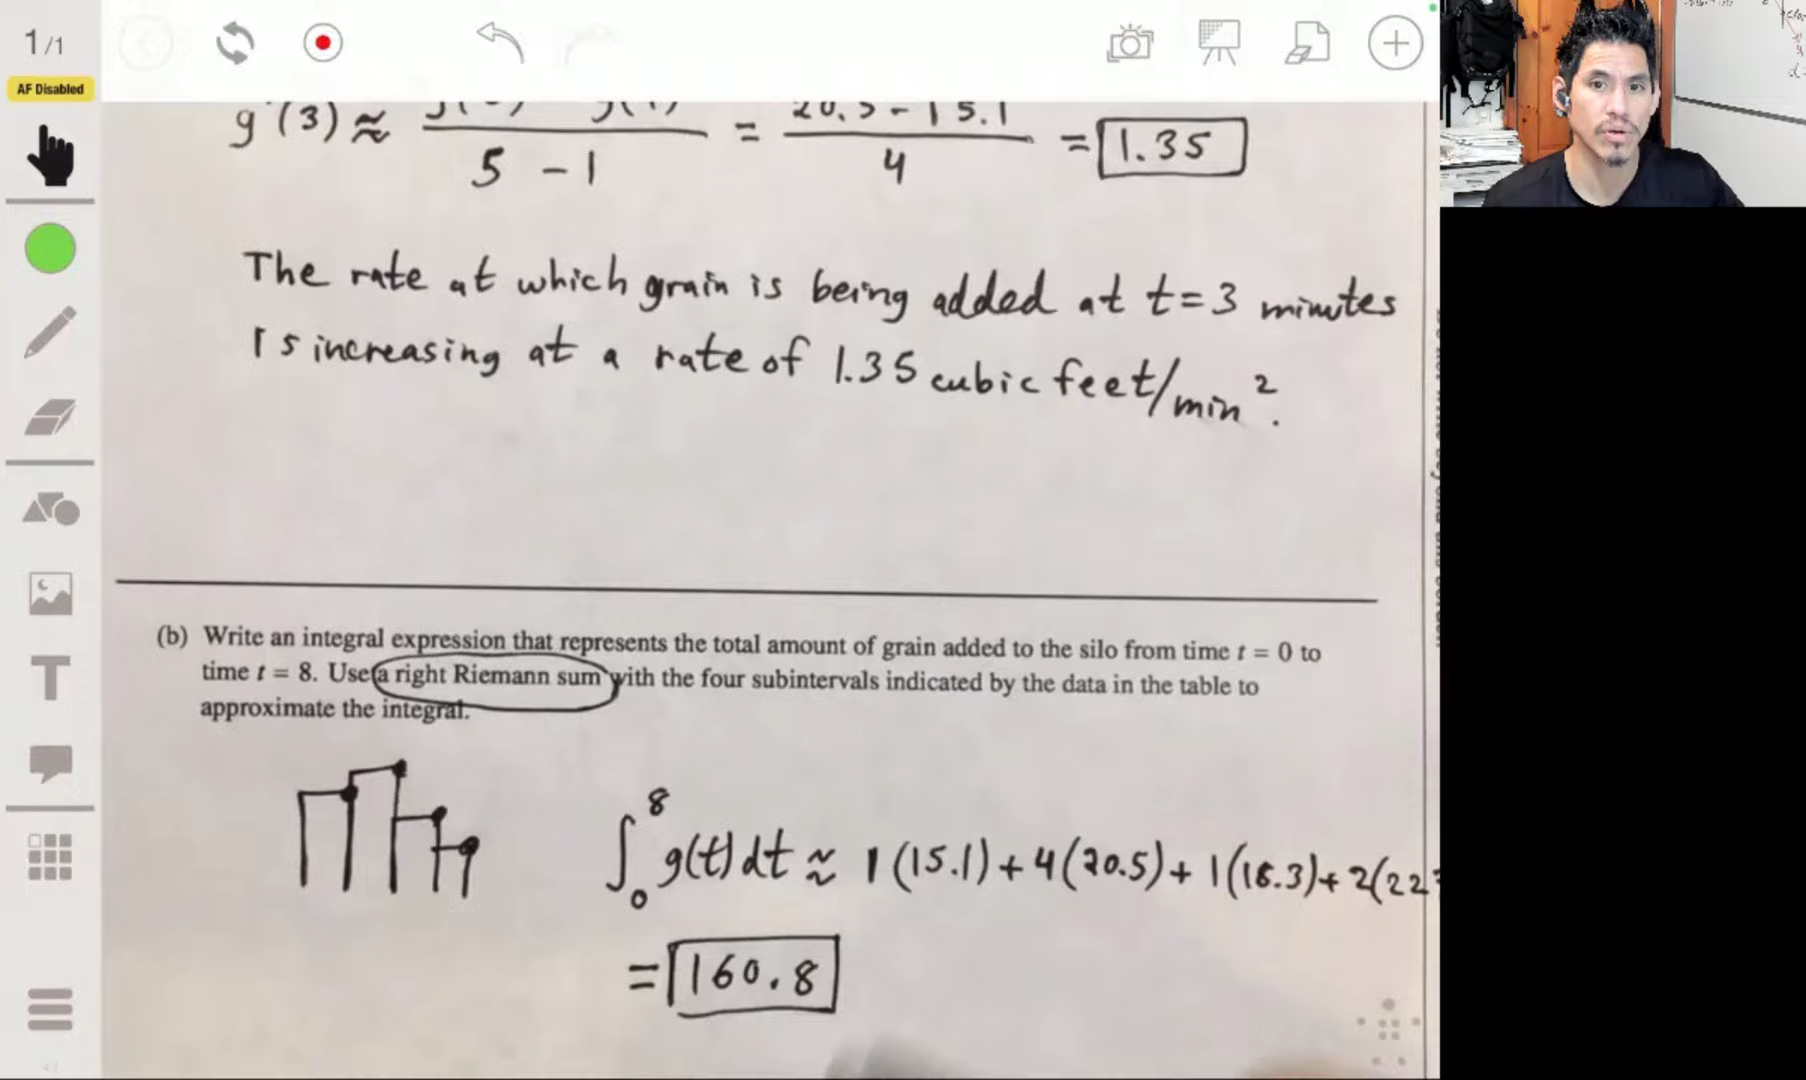 1/1
AF Disabled
g'(3) ≈ = 20.5 - 15.1 = 1.35
5 - 1 4
The rate at which grain is being added at t=3 minutes
Is increasing at a rate of 1.35 cubic feet/min².
(b) Write an integral expression that represents the total amount of grain added to the silo from time t = 0 to
time t = 8. Use a right Riemann sum with the four subintervals indicated by the data in the table to
approximate the integral.
∫₀⁸ g(t) dt ≈ 1(15.1)+4(20.5)+1(18.3)+2(22
= 160.8
T